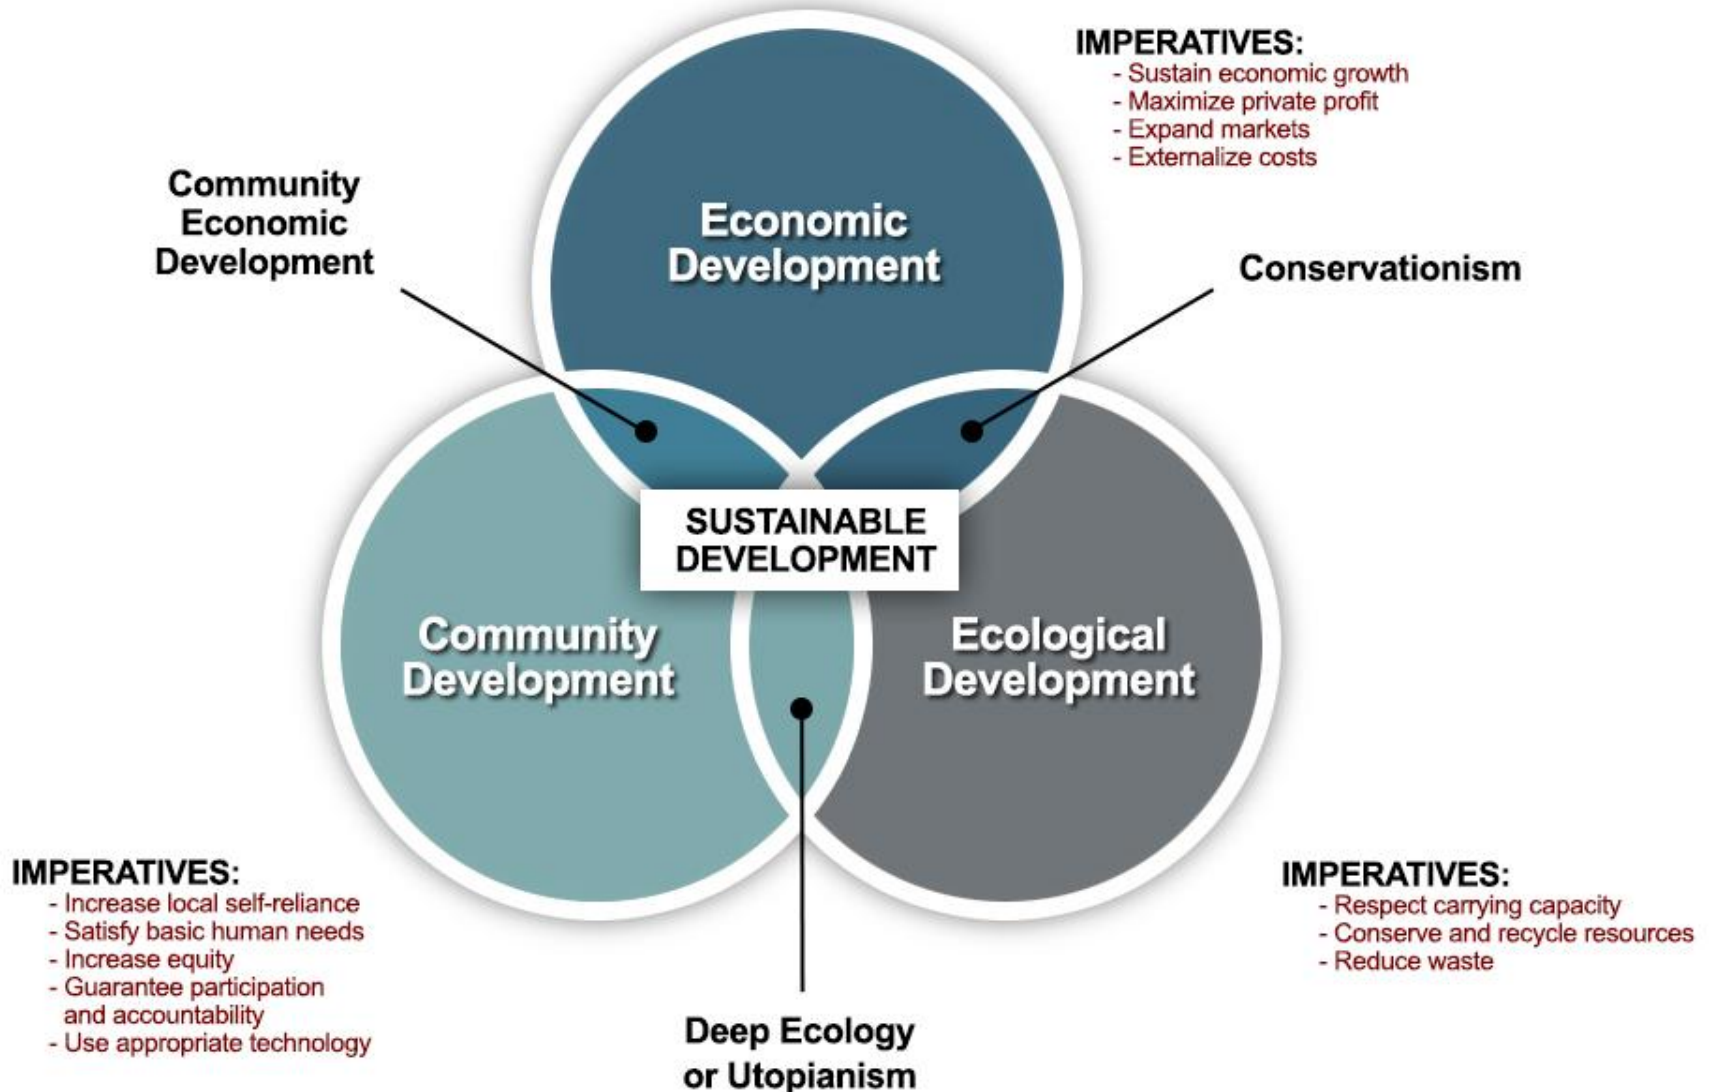 IMPERATIVES:
- Sustain economic growth
- Maximize private profit
- Expand markets
- Externalize costs
Community
Economic
Development
Economic
Development
Conservationism
SUSTAINABLE
DEVELOPMENT
Community
Development
Ecological
Development
IMPERATIVES:
- Increase local self-reliance
- Satisfy basic human needs
- Increase equity
- Guarantee participation
and accountability
- Use appropriate technology
IMPERATIVES:
- Respect carrying capacity
- Conserve and recycle resources
- Reduce waste
Deep Ecology
or Utopianism